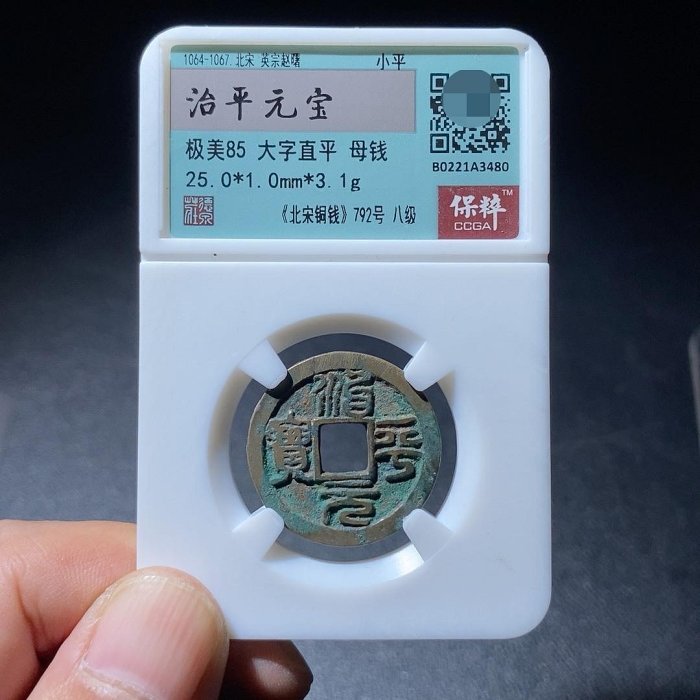 1064-1067.北宋 英宗赵曙 小平
治平元宝
极美85 大字直平 母钱
25.0*1.0mm*3.1g
B0221A3480
《北宋铜钱》792号 八级
保粹™
CCGA
治平元寶